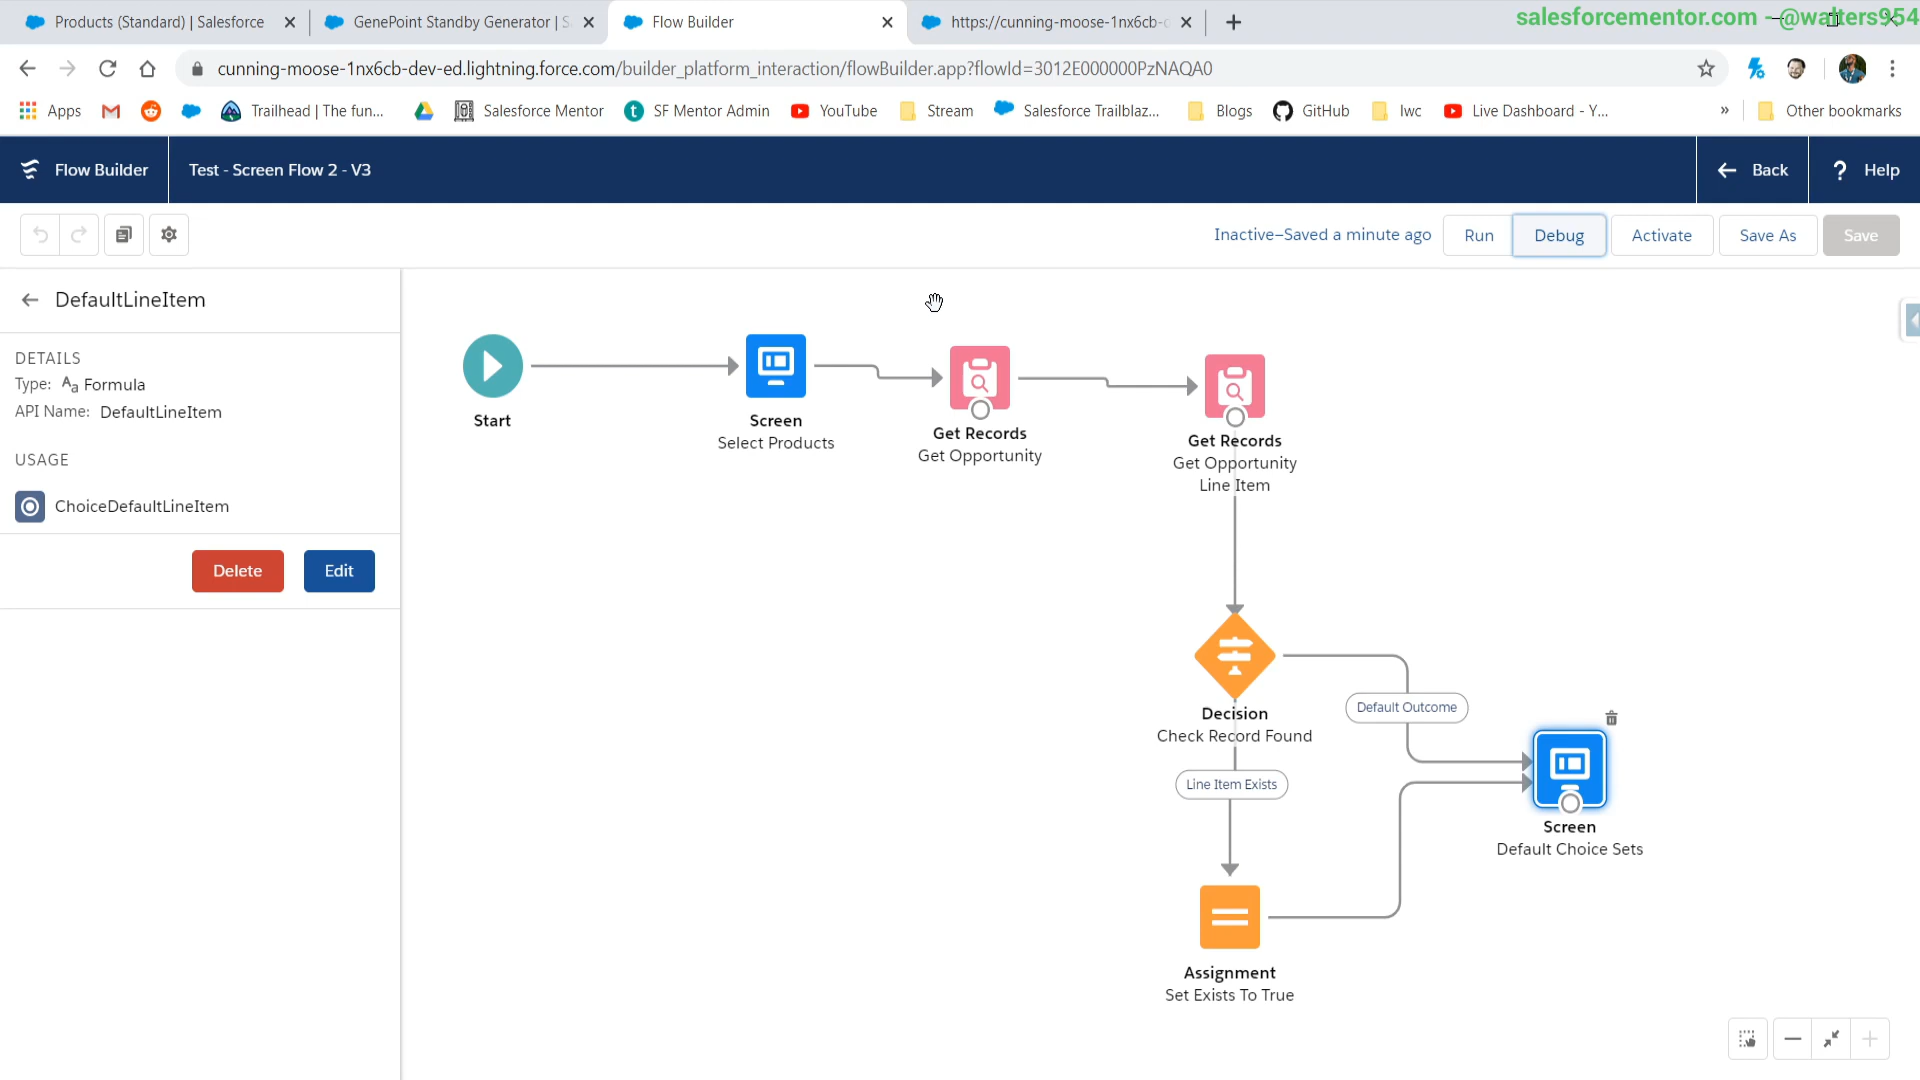 Products (Standard) | Salesforce
GenePoint Standby Generator | S
Flow Builder
https://cunning-moose-1nx6cb-d
salesforcementor.com - @walters954
cunning-moose-1nx6cb-dev-ed.lightning.force.com/builder_platform_interaction/flowBuilder.app?flowId=3012E000000PzNAQA0
Apps
Trailhead | The fun...
Salesforce Mentor
SF Mentor Admin
YouTube
Stream
Salesforce Trailblaz...
Blogs
GitHub
lwc
Live Dashboard - Y...
»
Other bookmarks
Flow Builder
Test - Screen Flow 2 - V3
Back
? Help
Inactive–Saved a minute ago
Run
Debug
Activate
Save As
Save
DefaultLineItem
DETAILS
Type: Aa Formula
API Name: DefaultLineItem
USAGE
ChoiceDefaultLineItem
Delete
Edit
Start
Screen
Select Products
Get Records
Get Opportunity
Get Records
Get Opportunity
Line Item
Decision
Check Record Found
Default Outcome
Line Item Exists
Screen
Default Choice Sets
Assignment
Set Exists To True